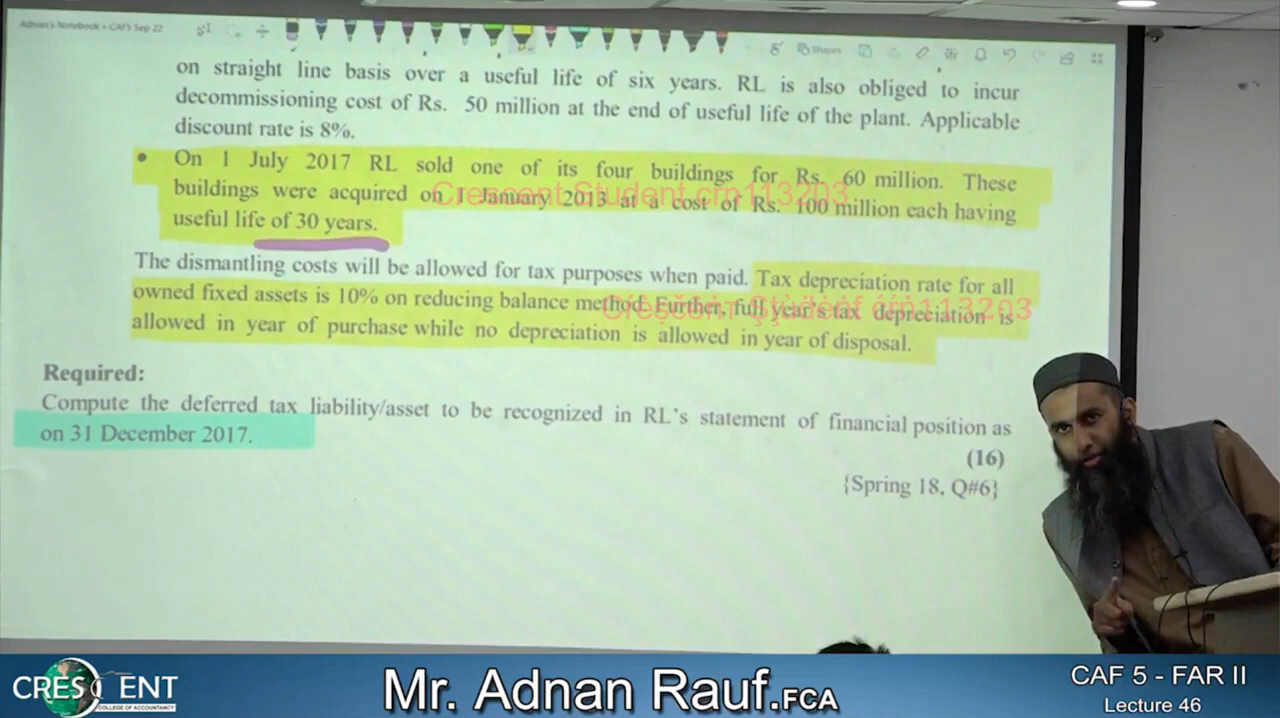 Adnan's Notebook • CAF5 Sep 22
Shapes
on straight line basis over a useful life of six years. RL is also obliged to incur
decommissioning cost of Rs. 50 million at the end of useful life of the plant. Applicable
discount rate is 8%.
• On 1 July 2017 RL sold one of its four buildings for Rs. 60 million. These
buildings were acquired on 1 January 2013 at a cost of Rs. 100 million each having
Crescent Student crn113203
useful life of 30 years.
The dismantling costs will be allowed for tax purposes when paid. Tax depreciation rate for all
owned fixed assets is 10% on reducing balance method. Further, full year's tax depreciation is
allowed in year of purchase while no depreciation is allowed in year of disposal.
Required:
Compute the deferred tax liability/asset to be recognized in RL's statement of financial position as
on 31 December 2017.
(16)
{Spring 18, Q#6}
CRESCENT
COLLEGE OF ACCOUNTANCY
Mr. Adnan Rauf.FCA
CAF 5 - FAR II
Lecture 46